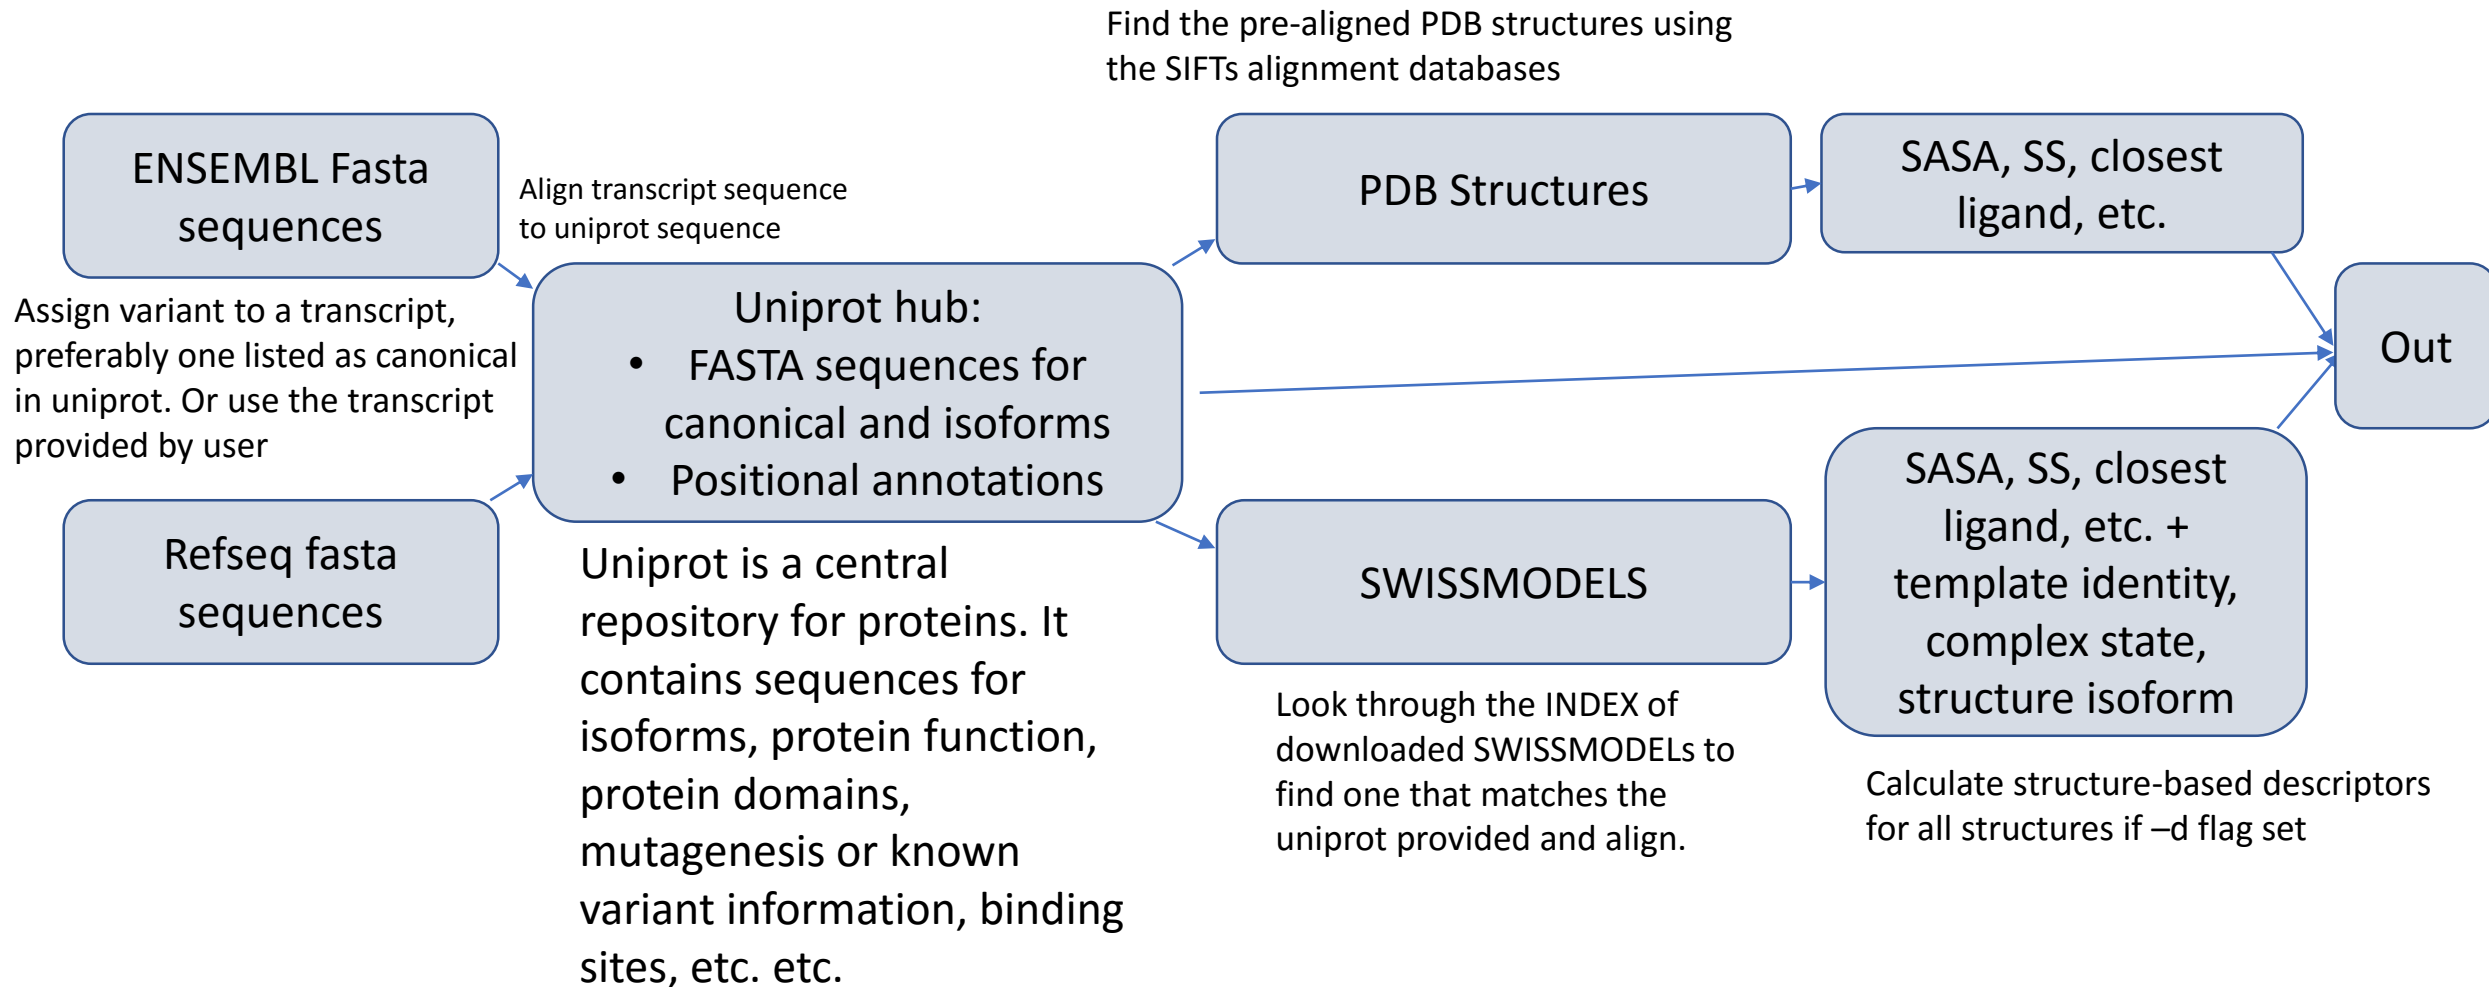 Find the pre-aligned PDB structures using
the SIFTs alignment databases
ENSEMBL Fasta
sequences
Align transcript sequence
to uniprot sequence
PDB Structures
SASA, SS, closest
ligand, etc.
Assign variant to a transcript,
preferably one listed as canonical
in uniprot. Or use the transcript
provided by user
Uniprot hub:
• FASTA sequences for
canonical and isoforms
• Positional annotations
Out
Refseq fasta
sequences
SWISSMODELS
SASA, SS, closest
ligand, etc. +
template identity,
complex state,
structure isoform
Uniprot is a central
repository for proteins. It
contains sequences for
isoforms, protein function,
protein domains,
mutagenesis or known
variant information, binding
sites, etc. etc.
Look through the INDEX of
downloaded SWISSMODELs to
find one that matches the
uniprot provided and align.
Calculate structure-based descriptors
for all structures if –d flag set